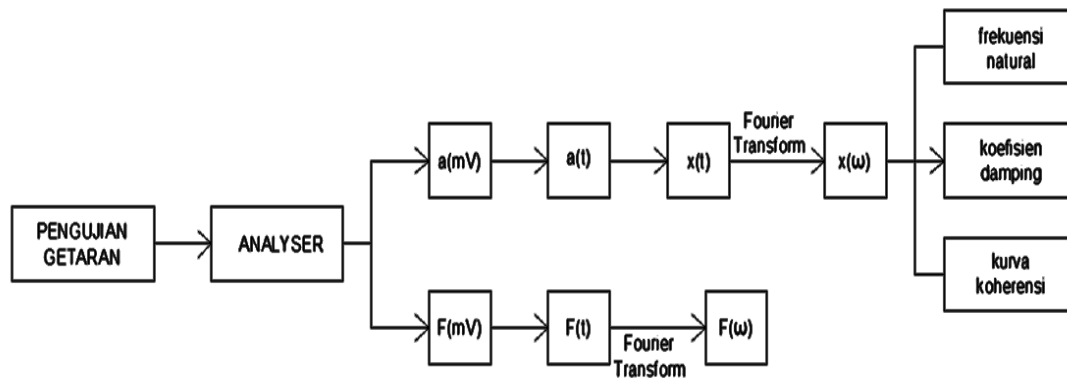 frekuensi
natural
Fourier
Transform
a(mV)
a(t)
x(t)
x(ω)
koefisien
damping
PENGUJIAN
GETARAN
ANALYSER
kurva
koherensi
F(mV)
F(t)
F(ω)
Fourier
Transform